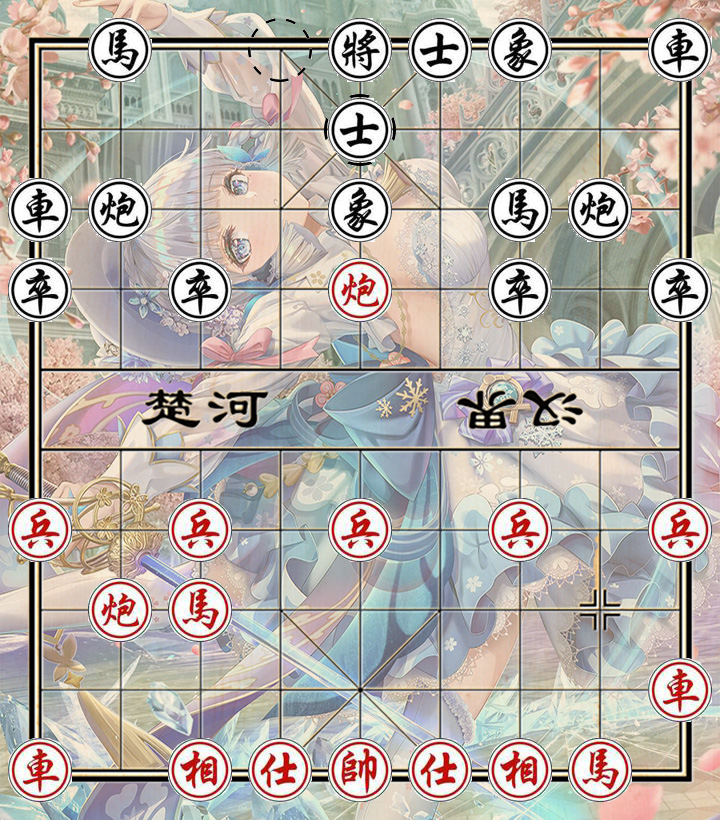 馬 將 士 象 車
士
車 炮 象 馬 炮
卒 卒 炮 卒 卒
楚河 汉界
兵 兵 兵 兵 兵
炮 馬
車
車 相 仕 帥 仕 相 馬